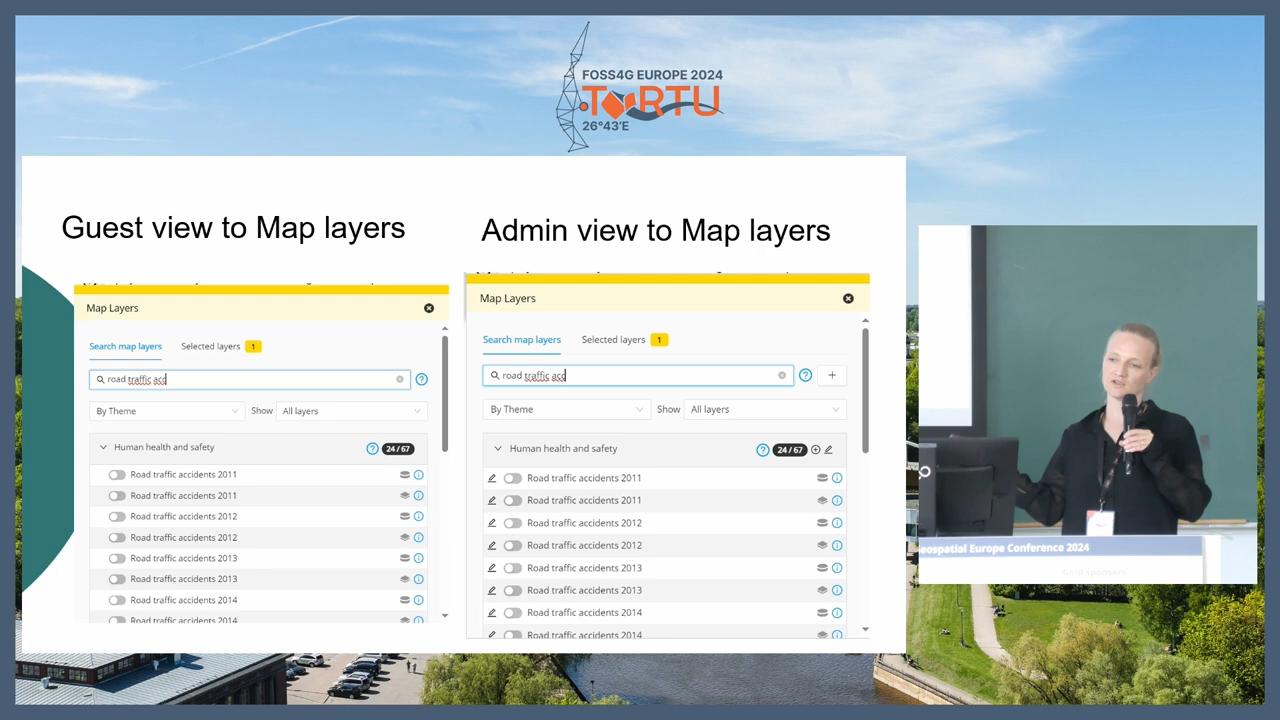 FOSS4G EUROPE 2024
TARTU
26°43'E
Guest view to Map layers
Map Layers
Search map layers
Selected layers 1
road traffic acc
By Theme
Show
All layers
Human health and safety
24 / 67
Road traffic accidents 2011
Road traffic accidents 2011
Road traffic accidents 2012
Road traffic accidents 2012
Road traffic accidents 2013
Road traffic accidents 2013
Road traffic accidents 2014
Road traffic accidents 2014
Admin view to Map layers
Map Layers
Search map layers
Selected layers 1
road traffic acc
By Theme
Show
All layers
Human health and safety
24 / 67
Road traffic accidents 2011
Road traffic accidents 2011
Road traffic accidents 2012
Road traffic accidents 2012
Road traffic accidents 2013
Road traffic accidents 2013
Road traffic accidents 2014
Road traffic accidents 2014
eospatial Europe Conference 2024
Gold sponsors